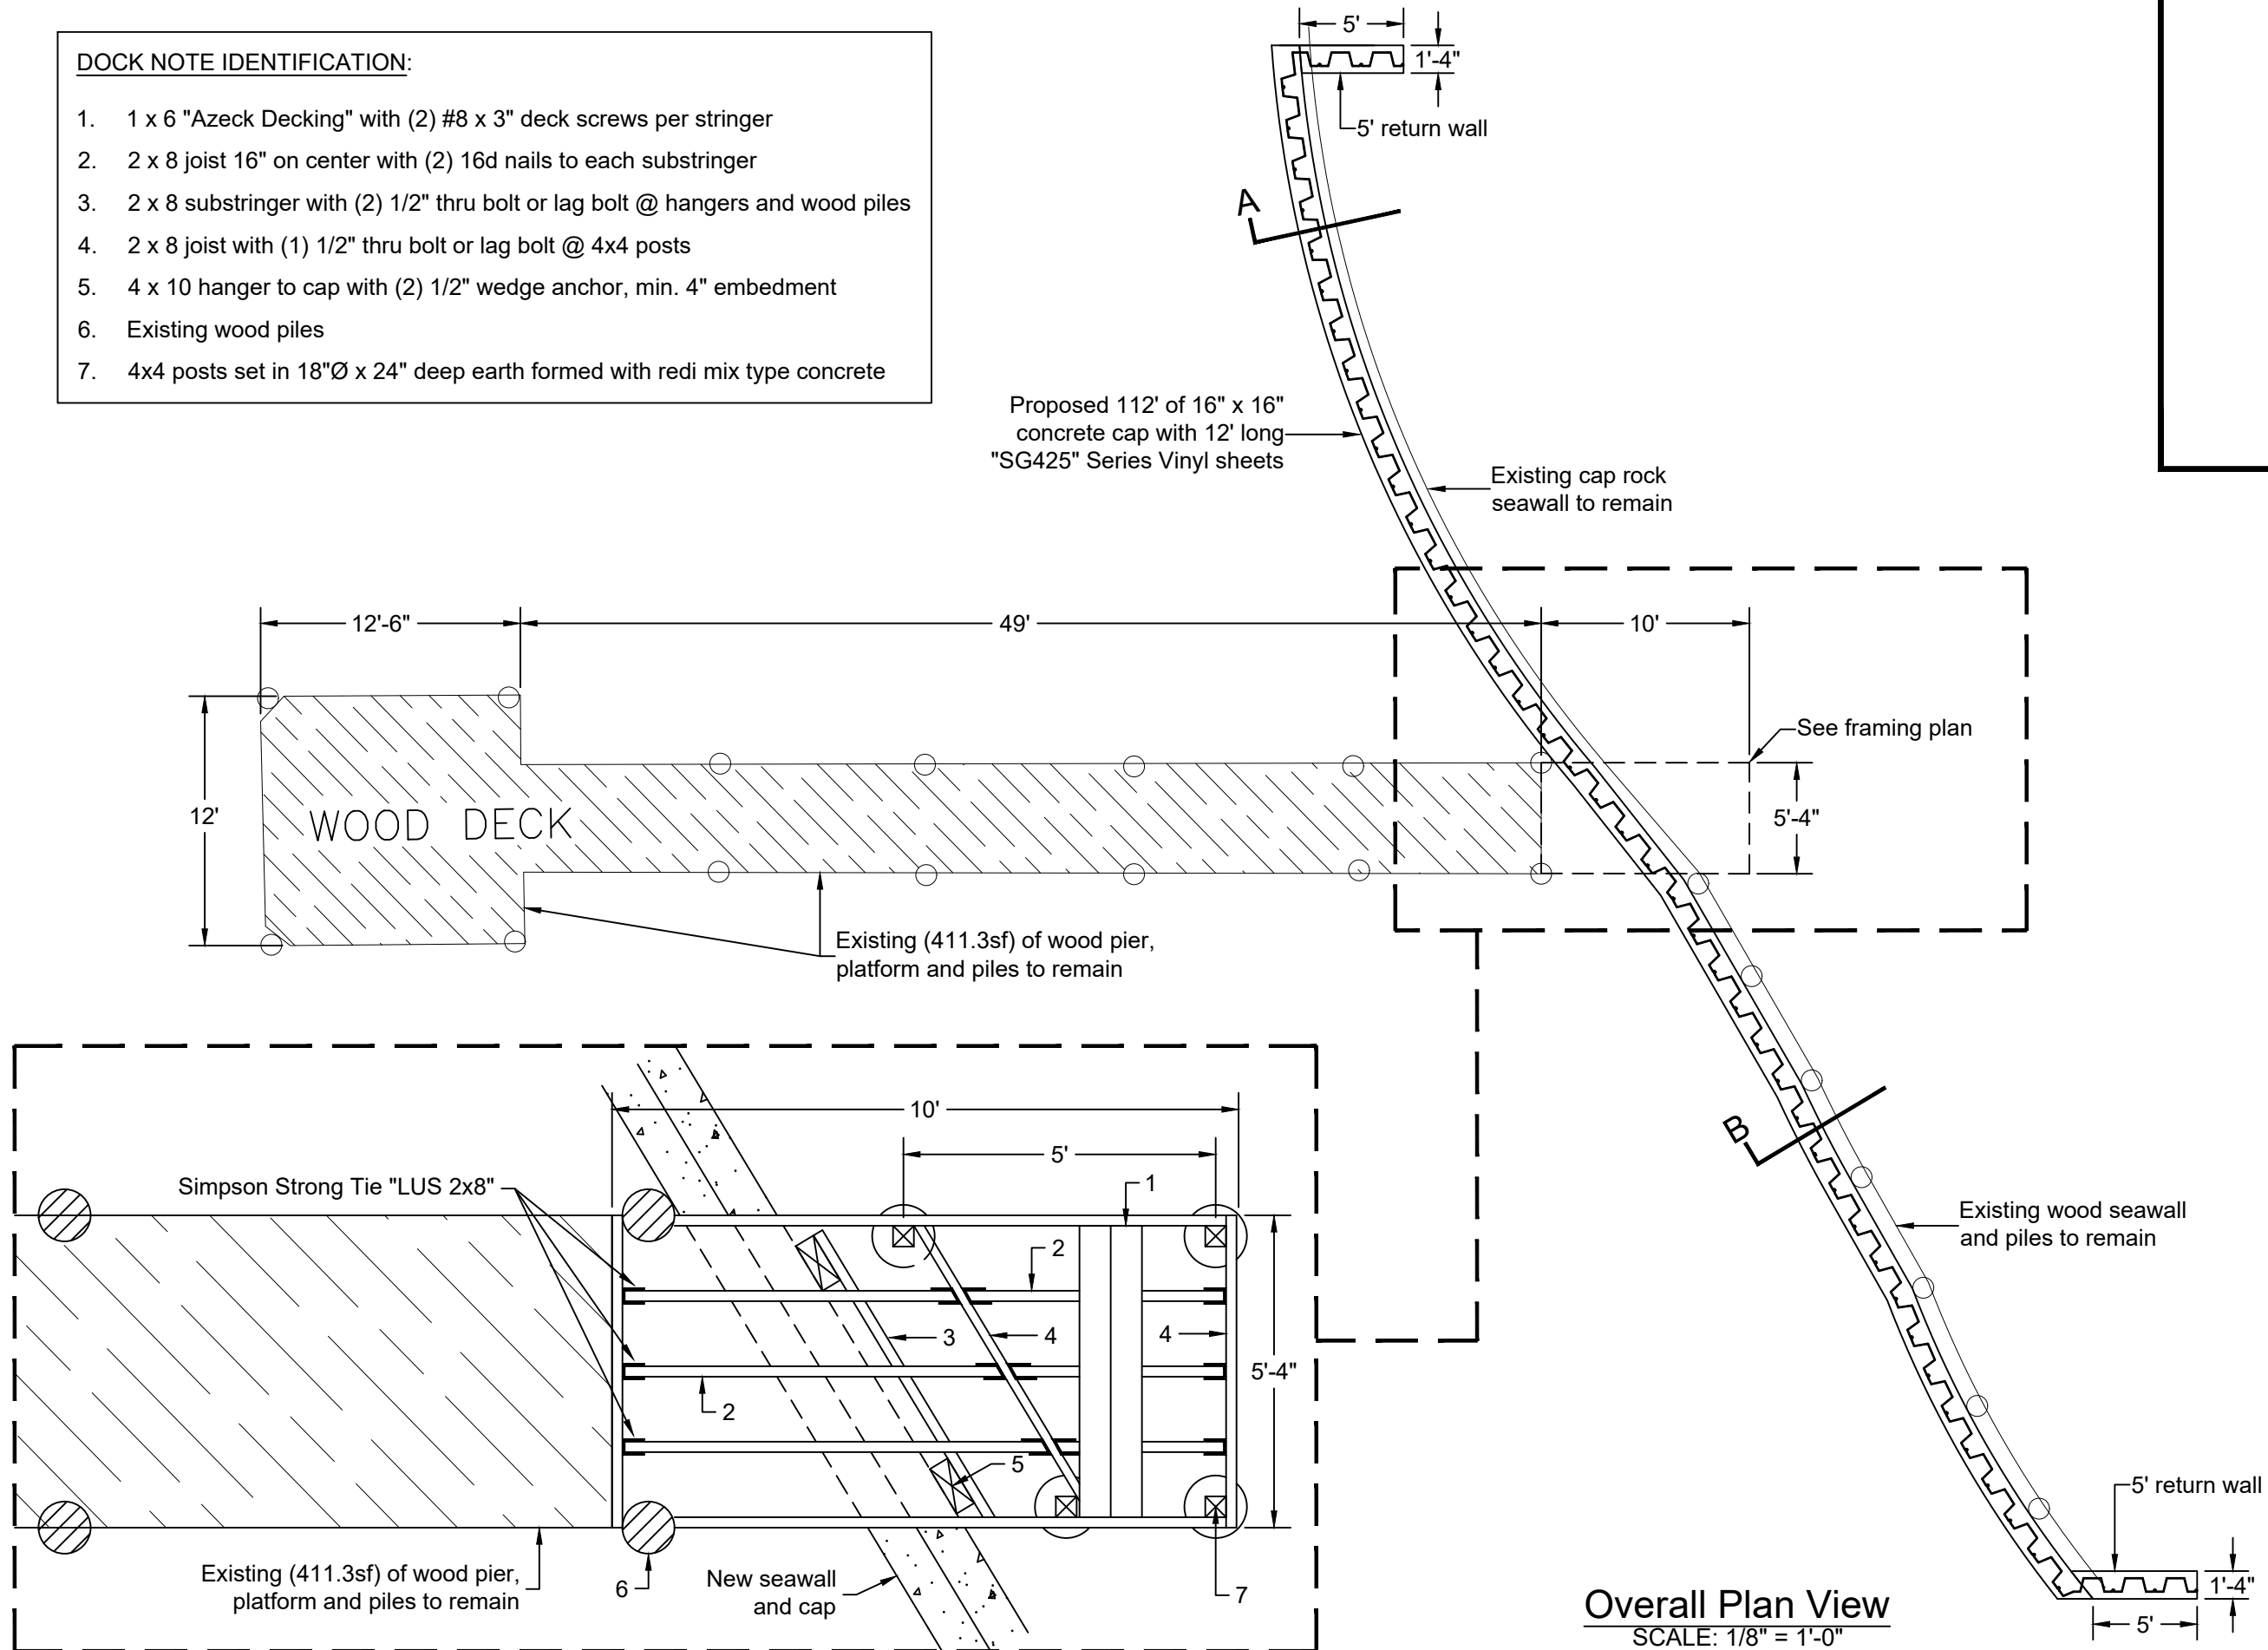 DOCK NOTE IDENTIFICATION:
1. 1 x 6 "Azeck Decking" with (2) #8 x 3" deck screws per stringer
2. 2 x 8 joist 16" on center with (2) 16d nails to each substringer
3. 2 x 8 substringer with (2) 1/2" thru bolt or lag bolt @ hangers and wood piles
4. 2 x 8 joist with (1) 1/2" thru bolt or lag bolt @ 4x4 posts
5. 4 x 10 hanger to cap with (2) 1/2" wedge anchor, min. 4" embedment
6. Existing wood piles
7. 4x4 posts set in 18"Ø x 24" deep earth formed with redi mix type concrete
5'
1'-4"
5' return wall
A
Proposed 112' of 16" x 16"
concrete cap with 12' long
"SG425" Series Vinyl sheets
Existing cap rock
seawall to remain
12'-6"
49'
10'
See framing plan
12'
WOOD DECK
5'-4"
Existing (411.3sf) of wood pier,
platform and piles to remain
B
Existing wood seawall
and piles to remain
10'
5'
Simpson Strong Tie "LUS 2x8"
1
2
3
4
4
5'-4"
2
5
Existing (411.3sf) of wood pier,
platform and piles to remain
6
New seawall
and cap
7
5' return wall
1'-4"
5'
Overall Plan View
SCALE: 1/8" = 1'-0"